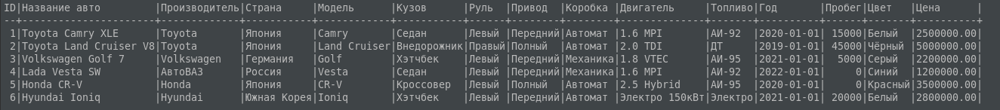 ID|Название авто         |Производитель|Страна     |Модель      |Кузов      |Руль  |Привод  |Коробка |Двигатель     |Топливо|Год       |Пробег|Цвет   |Цена      |
--+----------------------+-------------+-----------+------------+-----------+------+--------+--------+--------------+-------+----------+------+-------+----------+
 1|Toyota Camry XLE      |Toyota       |Япония     |Camry       |Седан      |Левый |Передний|Автомат |1.6 MPI       |АИ-92  |2020-01-01| 15000|Белый  |2500000.00|
 2|Toyota Land Cruiser V8|Toyota       |Япония     |Land Cruiser|Внедорожник|Правый|Полный  |Автомат |2.0 TDI       |ДТ     |2019-01-01| 45000|Чёрный |5000000.00|
 3|Volkswagen Golf 7     |Volkswagen   |Германия   |Golf        |Хэтчбек    |Левый |Передний|Механика|1.8 VTEC      |АИ-95  |2021-01-01|  5000|Серый  |2200000.00|
 4|Lada Vesta SW         |АвтоВАЗ      |Россия     |Vesta       |Седан      |Левый |Передний|Механика|1.6 MPI       |АИ-92  |2022-01-01|     0|Синий  |1200000.00|
 5|Honda CR-V            |Honda        |Япония     |CR-V        |Кроссовер  |Левый |Полный  |Автомат |2.5 Hybrid    |АИ-95  |2020-01-01|     0|Красный|3500000.00|
 6|Hyundai Ioniq         |Hyundai      |Южная Корея|Ioniq       |Хэтчбек    |Левый |Передний|Автомат |Электро 150кВт|Электро|2021-01-01| 20000|Белый  |2800000.00|